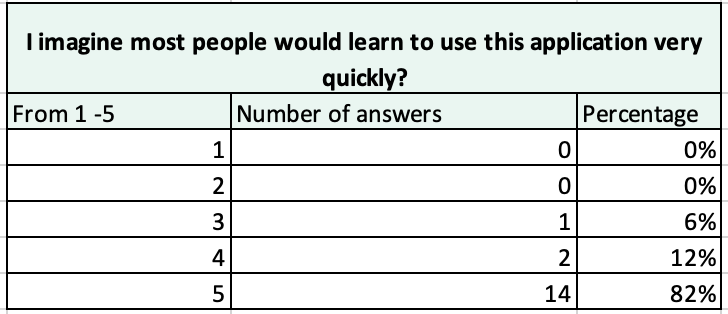 I imagine most people would learn to use this application very
quickly?
From 1 -5 Number of answers Percentage
1 0 0%
2 0 0%
3 1 6%
4 2 12%
5 14 82%